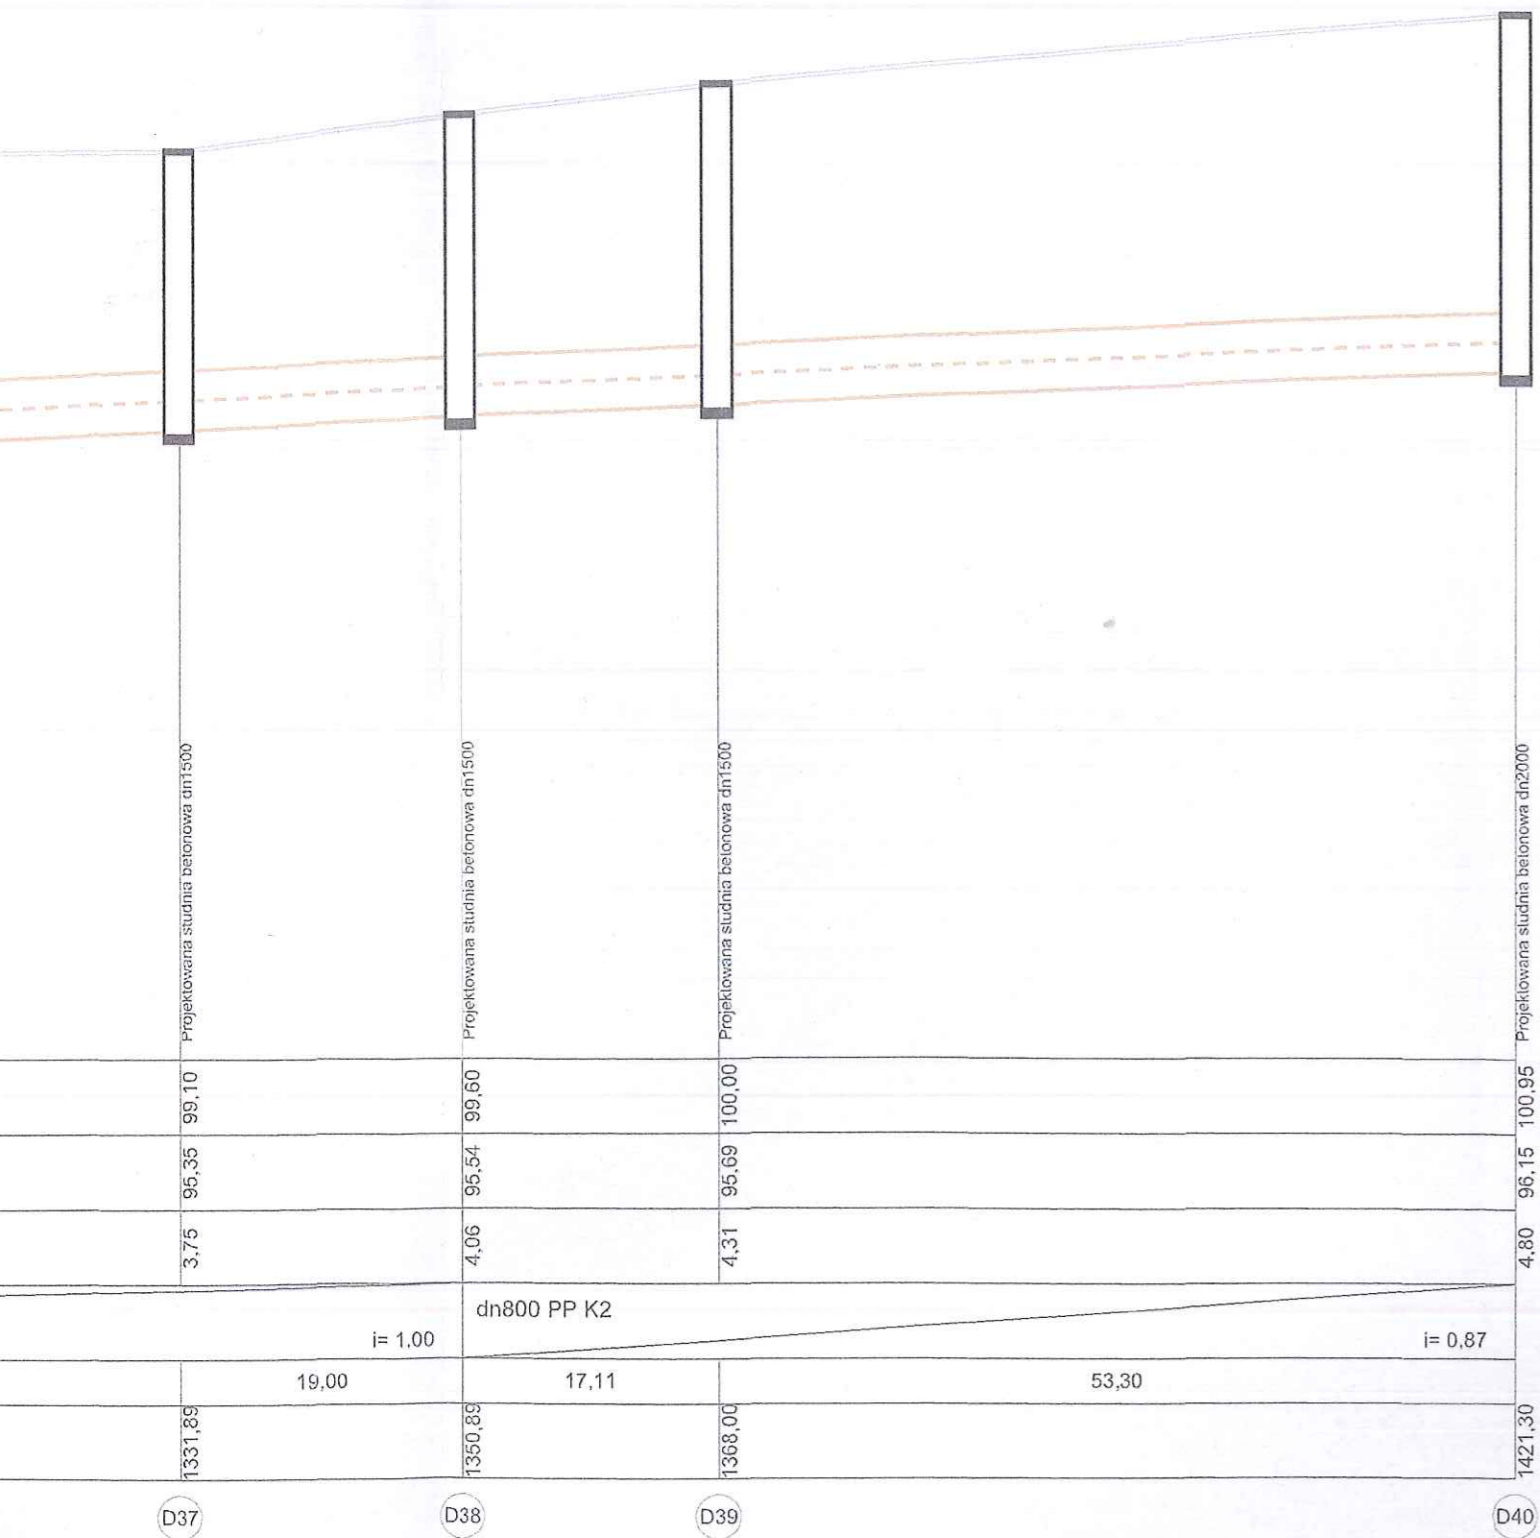 Projektowana studnia betonowa dn1500
Projektowana studnia betonowa dn1500
Projektowana studnia betonowa dn1500
Projektowana studnia betonowa dn2000
99,10
99,60
100,00
100,95
95,35
95,54
95,69
96,15
3,75
4,06
4,31
4,80
dn800 PP K2
i= 1,00
i= 0,87
19,00
17,11
53,30
1331,89
1350,89
1368,00
1421,30
D37
D38
D39
D40